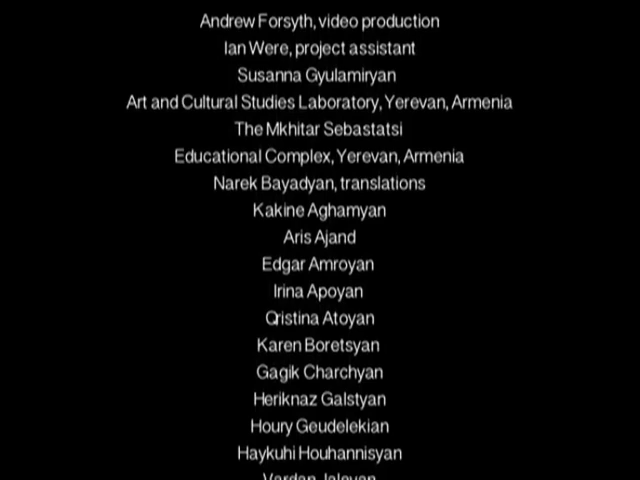 Andrew Forsyth, video production
Ian Were, project assistant
Susanna Gyulamiryan
Art and Cultural Studies Laboratory, Yerevan, Armenia
The Mkhitar Sebastatsi
Educational Complex, Yerevan, Armenia
Narek Bayadyan, translations
Kakine Aghamyan
Aris Ajand
Edgar Amroyan
Irina Apoyan
Qristina Atoyan
Karen Boretsyan
Gagik Charchyan
Heriknaz Galstyan
Houry Geudelekian
Haykuhi Houhannisyan